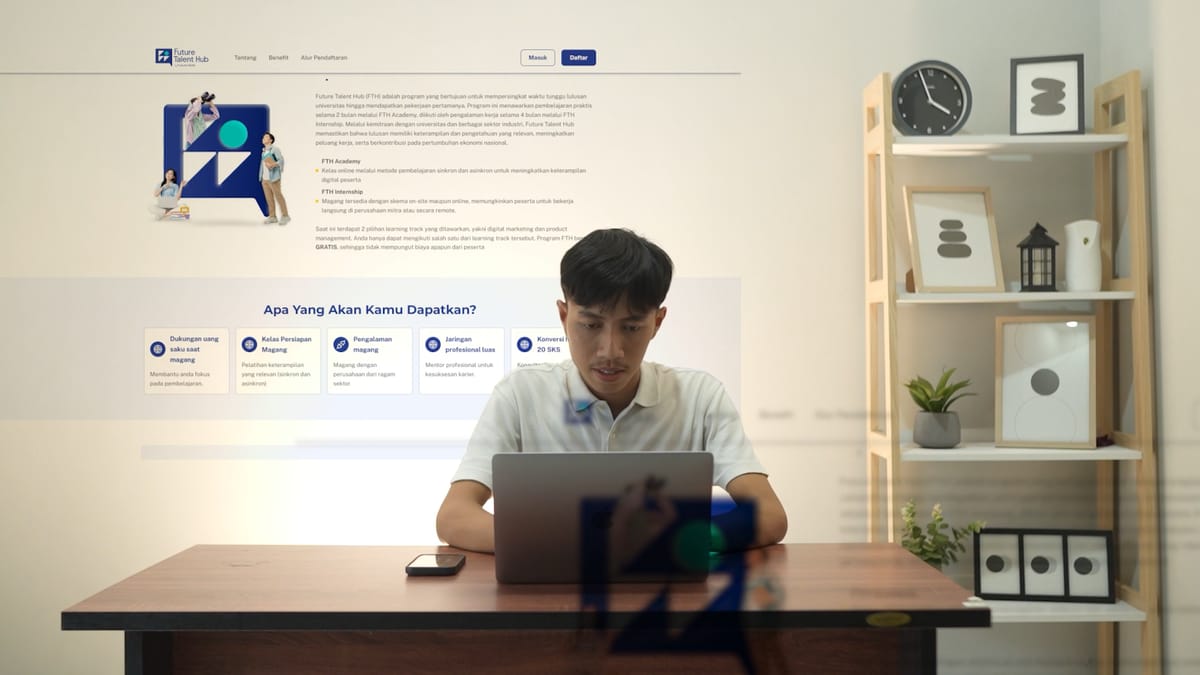 Future
Talent Hub
Tentang Benefit Alur Pendaftaran Masuk Daftar
Future Talent Hub (FTH) adalah program yang bertujuan untuk mempersingkat waktu tunggu lulusan
universitas hingga mendapatkan pekerjaan pertamanya. Program ini menawarkan pembelajaran praktis
selama 2 bulan melalui FTH Academy, diikuti oleh pengalaman kerja selama 4 bulan melalui FTH
Internship. Melalui kemitraan dengan universitas dan berbagai sektor industri, Future Talent Hub
memastikan bahwa lulusan memiliki keterampilan dan pengetahuan yang relevan, meningkatkan
peluang kerja, serta berkontribusi pada pertumbuhan ekonomi nasional.
FTH Academy
Kelas online melalui metode pembelajaran sinkron dan asinkron untuk meningkatkan keterampilan
digital peserta
FTH Internship
Magang tersedia dengan skema on-site maupun online, memungkinkan peserta untuk bekerja
langsung di perusahaan mitra atau secara remote.
Saat ini terdapat 2 pilihan learning track yang ditawarkan, yakni digital marketing dan product
management. Anda hanya dapat mengikuti salah satu dari learning track tersebut. Program FTH
GRATIS, sehingga tidak memungut biaya apapun dari peserta
Apa Yang Akan Kamu Dapatkan?
Dukungan uang
saku saat
magang
Membantu anda fokus
pada pembelajaran.
Kelas Persiapan
Magang
Pelatihan keterampilan
yang relevan (sinkron dan
asinkron)
Pengalaman
magang
Magang dengan
perusahaan dari ragam
sektor
Jaringan
profesional luas
Mentor profesional untuk
kesuksesan karier.
Konversi
20 SKS